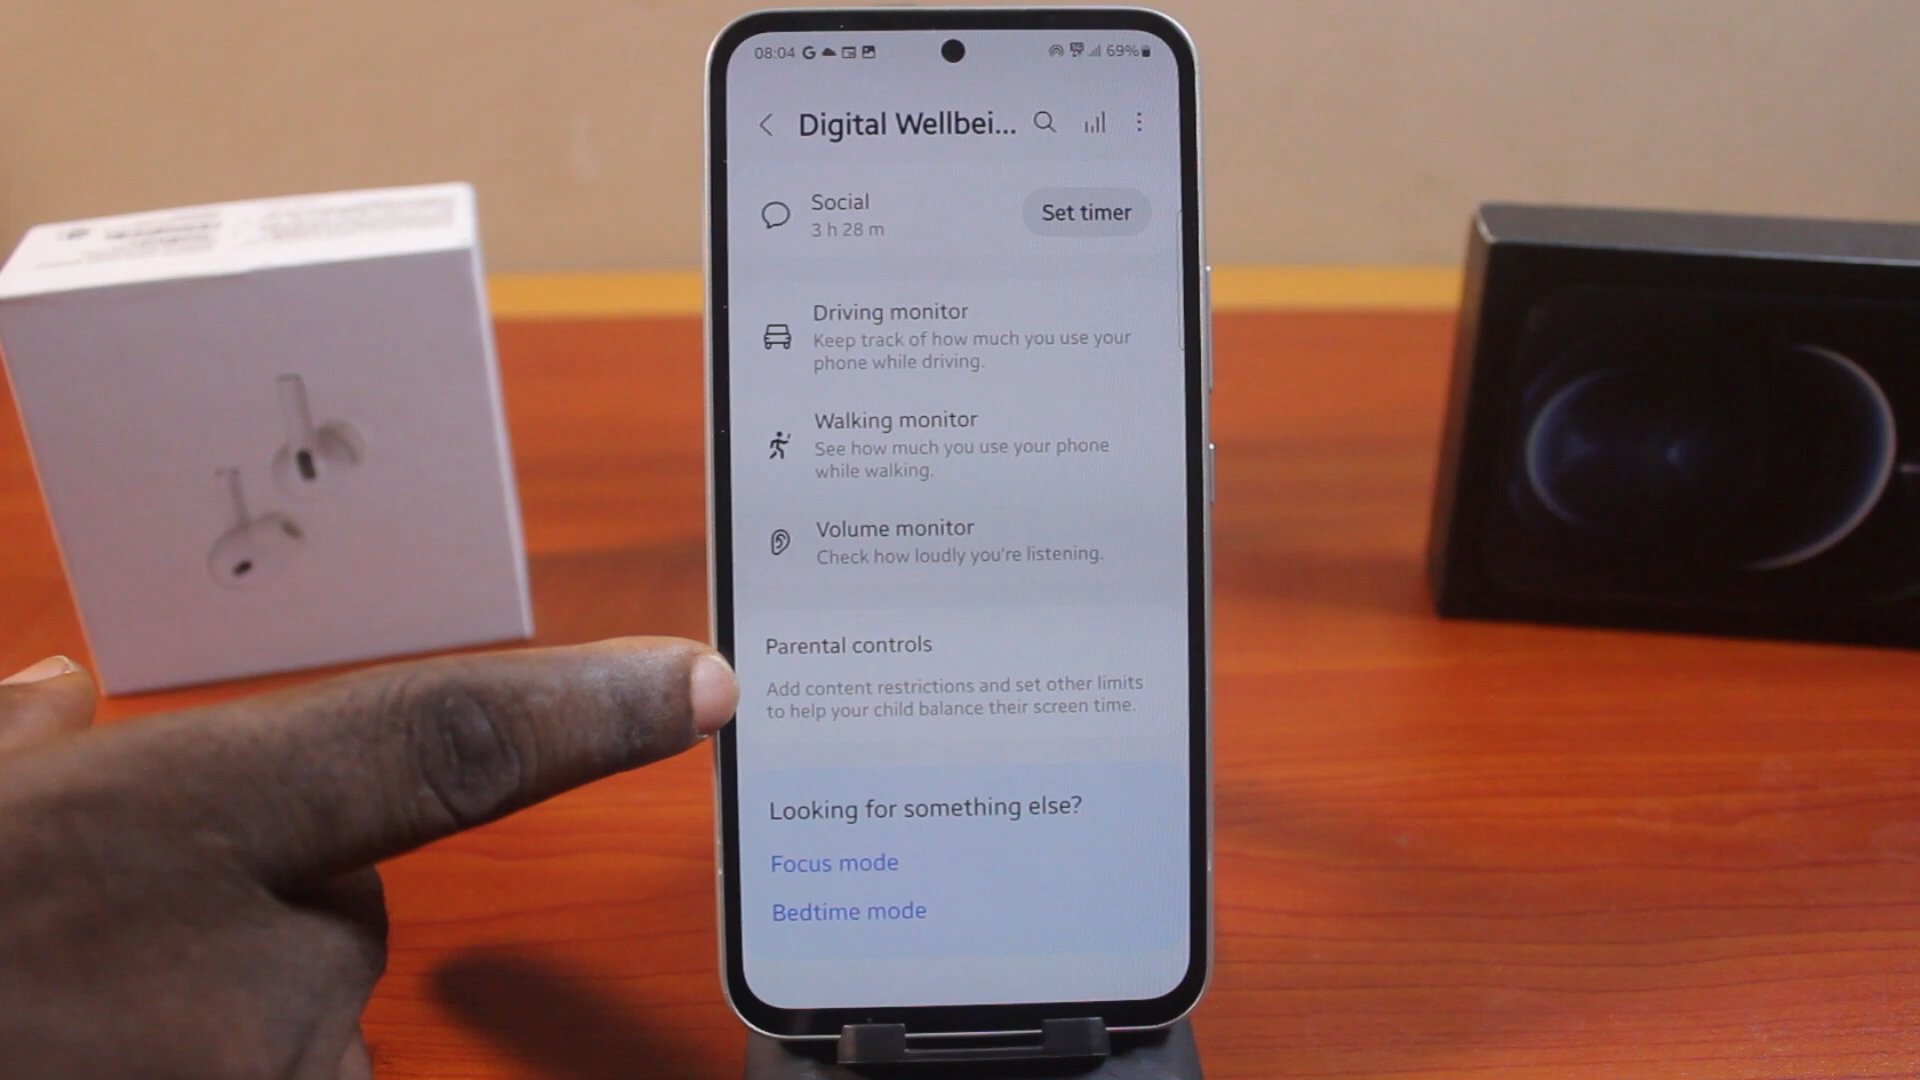 08:04 G 69%
Digital Wellbei...
Social
3 h 28 m
Set timer
Driving monitor
Keep track of how much you use your
phone while driving.
Walking monitor
See how much you use your phone
while walking.
Volume monitor
Check how loudly you're listening.
Parental controls
Add content restrictions and set other limits
to help your child balance their screen time.
Looking for something else?
Focus mode
Bedtime mode